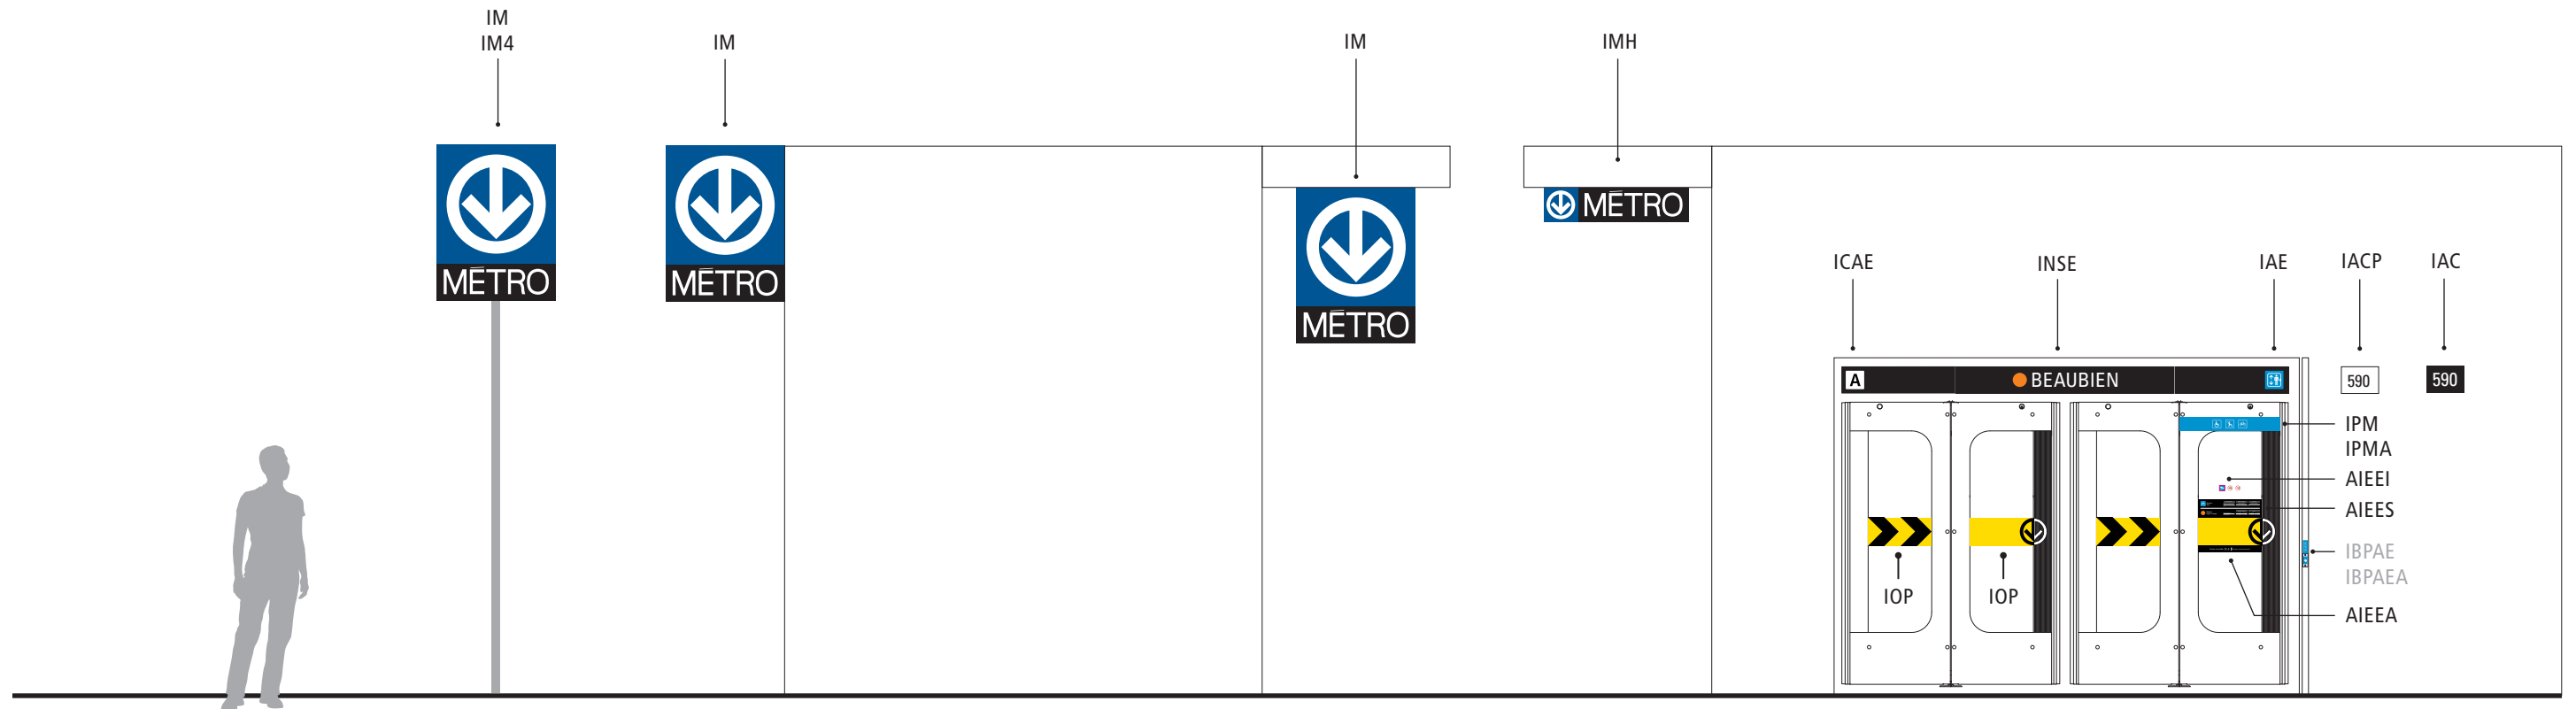 IM
IM4
IM
IM
IMH
MÉTRO
MÉTRO
MÉTRO
MÉTRO
ICAE
INSE
IAE
IACP
IAC
A
BEAUBIEN
590
590
IPM
IPMA
AIEEI
AIEES
IBPAE
IBPAEA
AIEEA
IOP
IOP